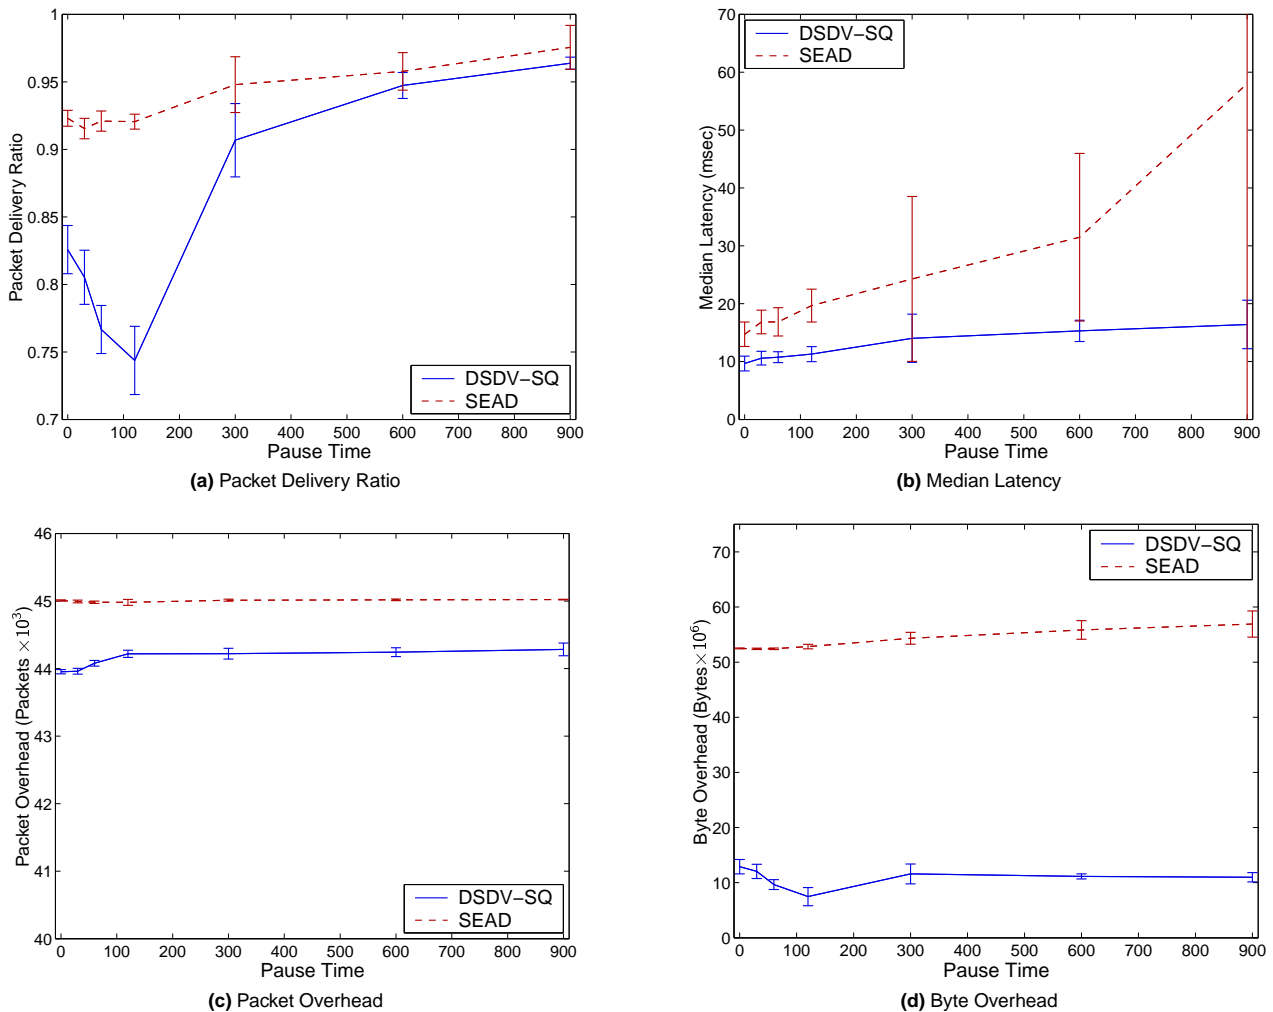 1
0.95
0.9
0.85
0.8
0.75
0.7
Packet Delivery Ratio
DSDV−SQ
SEAD
0 100 200 300 400 500 600 700 800 900
Pause Time
(a) Packet Delivery Ratio
70
60
50
40
30
20
10
0
Median Latency (msec)
DSDV−SQ
SEAD
0 100 200 300 400 500 600 700 800 900
Pause Time
(b) Median Latency
46
45
44
43
42
41
40
Packet Overhead (Packets ×10³)
DSDV−SQ
SEAD
0 100 200 300 400 500 600 700 800 900
Pause Time
(c) Packet Overhead
70
60
50
40
30
20
10
0
Byte Overhead (Bytes×10⁶)
DSDV−SQ
SEAD
0 100 200 300 400 500 600 700 800 900
Pause Time
(d) Byte Overhead